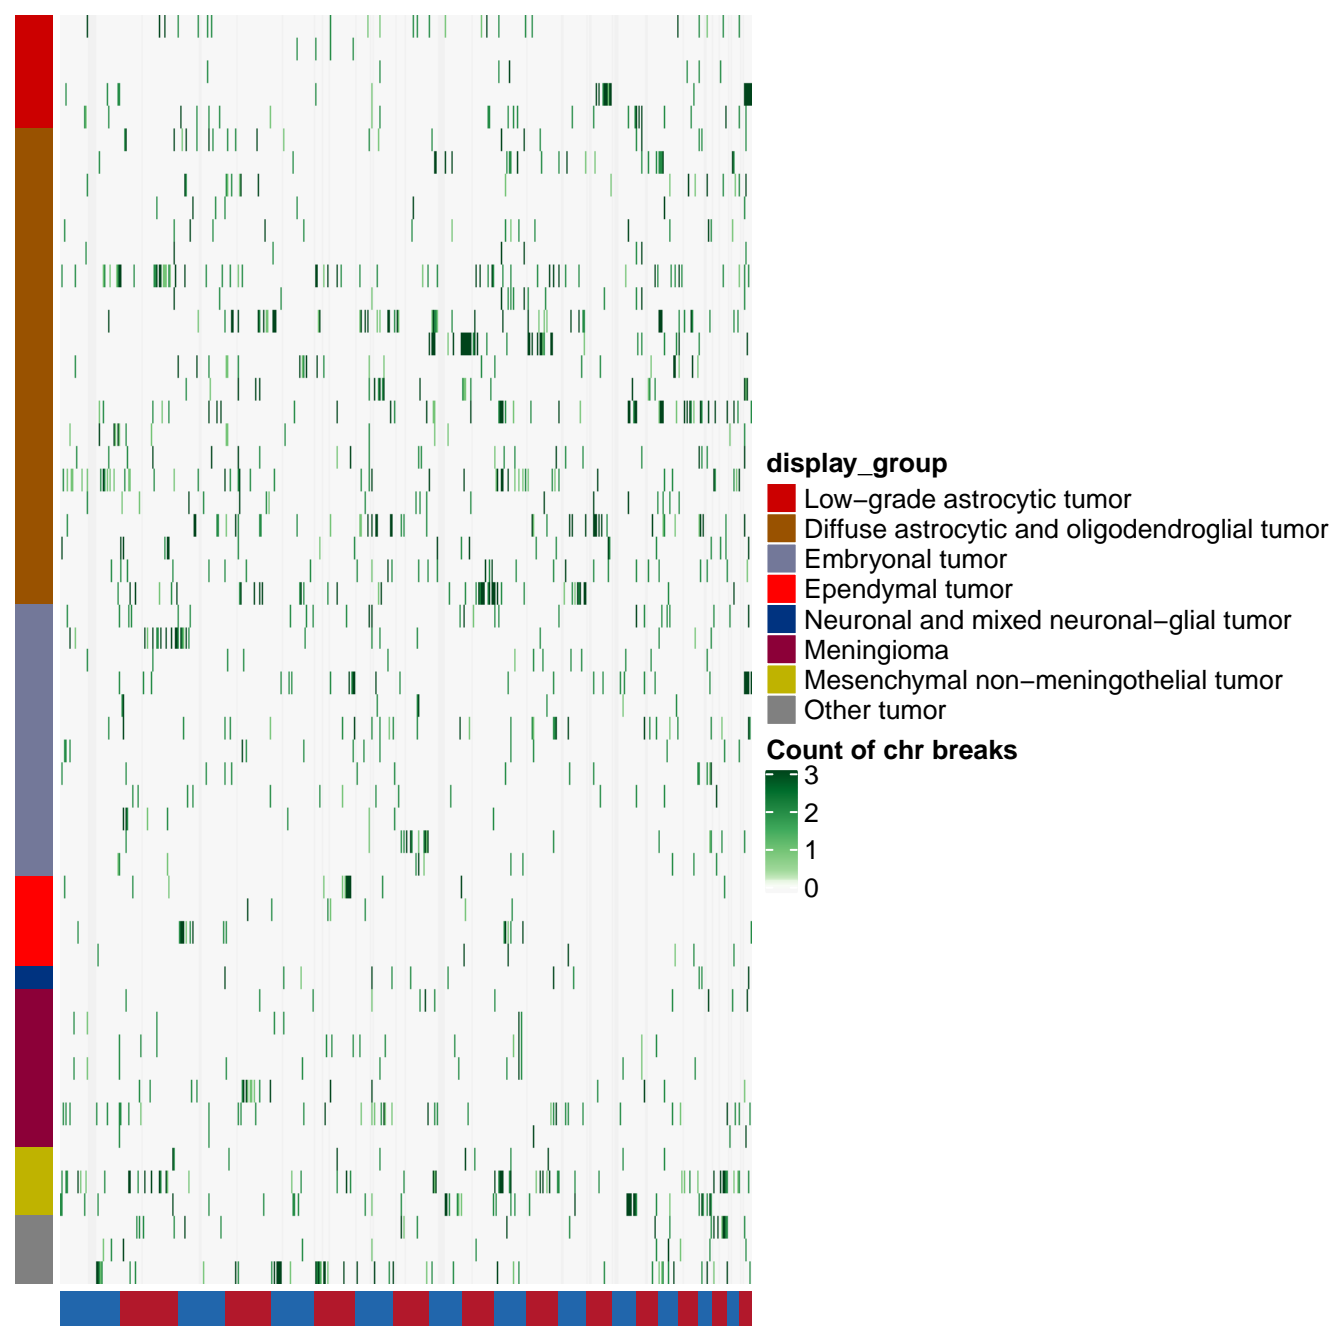 display_group
Low−grade astrocytic tumor
Diffuse astrocytic and oligodendroglial tumor
Embryonal tumor
Ependymal tumor
Neuronal and mixed neuronal−glial tumor
Meningioma
Mesenchymal non−meningothelial tumor
Other tumor
Count of chr breaks
3
2
1
0